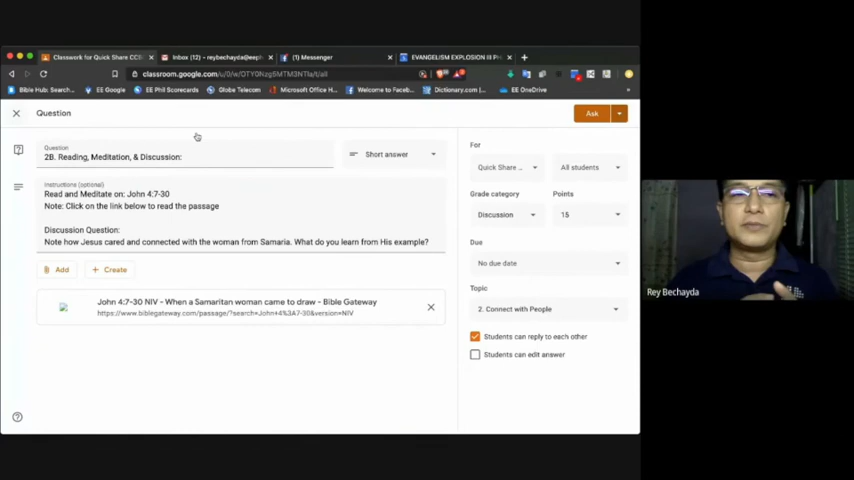 Classwork for Quick Share CCS
Inbox (12) - reybechayda@eeph
Messenger
EVANGELISM EXPLOSION III PH
classroom.google.com/u/0/w/OTY0Nzg5MTM3NTla/t/all
Bible Hub: Search...
EE Google
EE Phil Scorecards
Globe Telecom
Microsoft Office H...
Welcome to Faceb...
Dictionary.com |...
EE OneDrive
Question
Ask
Question
2B. Reading, Meditation, & Discussion:
Short answer
Instructions (optional)
Read and Meditate on: John 4:7-30
Note: Click on the link below to read the passage
Discussion Question:
Note how Jesus cared and connected with the woman from Samaria. What do you learn from His example?
Add
Create
John 4:7-30 NIV - When a Samaritan woman came to draw - Bible Gateway
https://www.biblegateway.com/passage/?search=John+4%3A7-30&version=NIV
For
Quick Share ...
All students
Grade category
Points
Discussion
15
Due
No due date
Topic
2. Connect with People
Students can reply to each other
Students can edit answer
Rey Bechayda